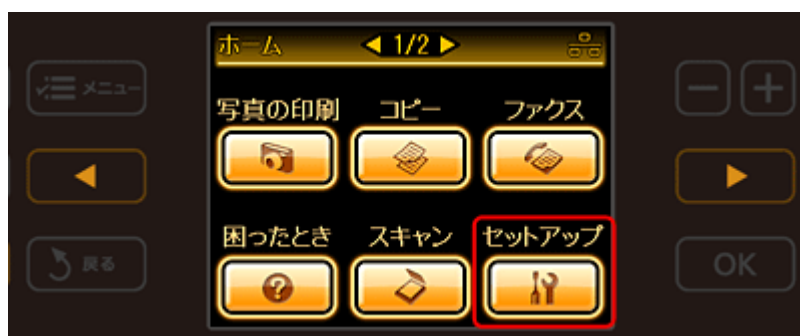 ホーム ◀ 1/2 ▶
メニュー
写真の印刷 コピー ファクス
戻る
困ったとき スキャン セットアップ
OK